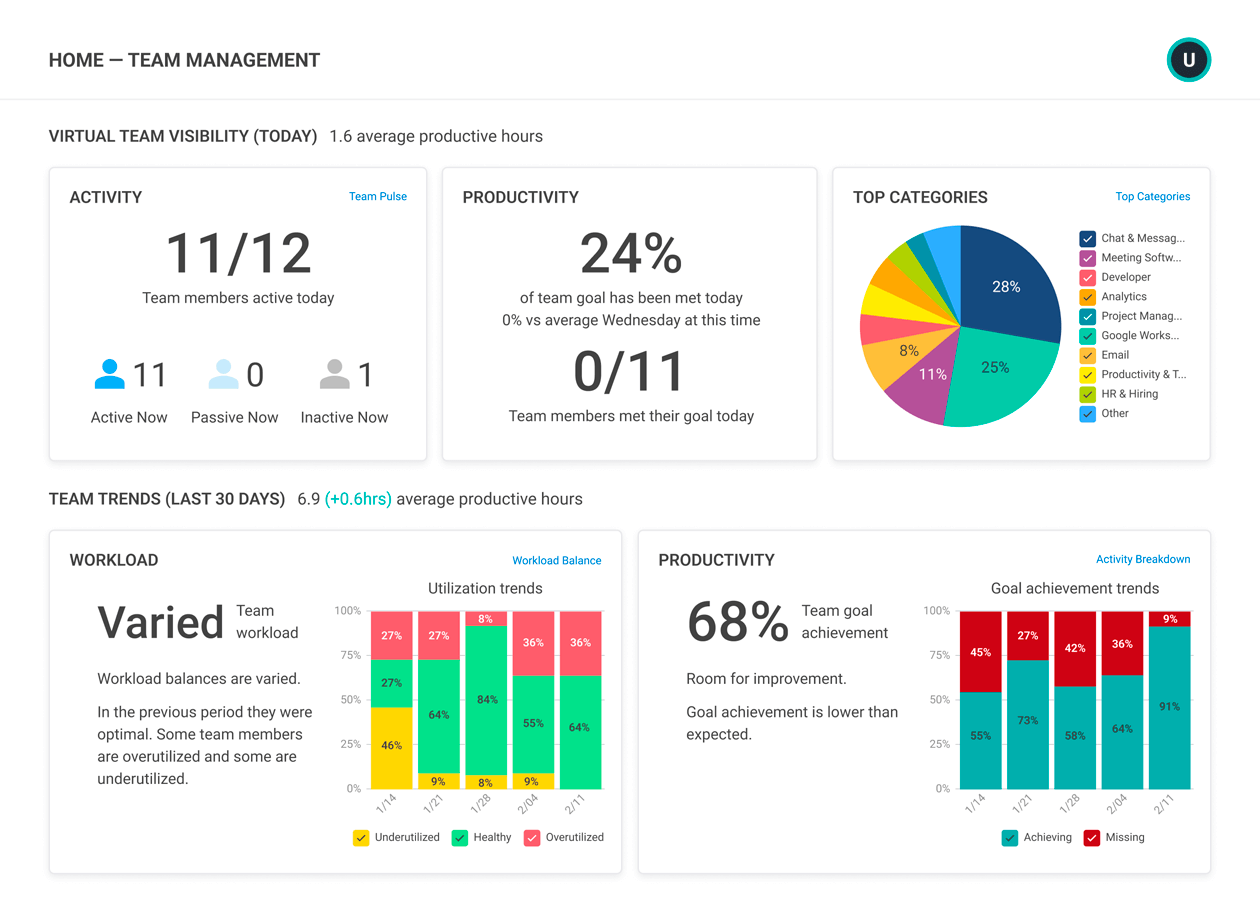 HOME — TEAM MANAGEMENT
U
VIRTUAL TEAM VISIBILITY (TODAY) 1.6 average productive hours
ACTIVITY
Team Pulse
11/12
Team members active today
11
0
1
Active Now
Passive Now
Inactive Now
PRODUCTIVITY
24%
of team goal has been met today
0% vs average Wednesday at this time
0/11
Team members met their goal today
TOP CATEGORIES
Top Categories
28%
25%
11%
8%
Chat & Messag...
Meeting Softw...
Developer
Analytics
Project Manag...
Google Works...
Email
Productivity & T...
HR & Hiring
Other
TEAM TRENDS (LAST 30 DAYS) 6.9 (+0.6hrs) average productive hours
WORKLOAD
Workload Balance
Varied
Team
workload
Workload balances are varied.
In the previous period they were
optimal. Some team members
are overutilized and some are
underutilized.
Utilization trends
100%
75%
50%
25%
0%
27%
27%
46%
27%
64%
9%
8%
84%
8%
36%
55%
9%
36%
64%
1/14
1/21
1/28
2/04
2/11
Underutilized
Healthy
Overutilized
PRODUCTIVITY
Activity Breakdown
68%
Team goal
achievement
Room for improvement.
Goal achievement is lower than
expected.
Goal achievement trends
100%
75%
50%
25%
0%
45%
55%
27%
73%
42%
58%
36%
64%
9%
91%
1/14
1/21
1/28
2/04
2/11
Achieving
Missing